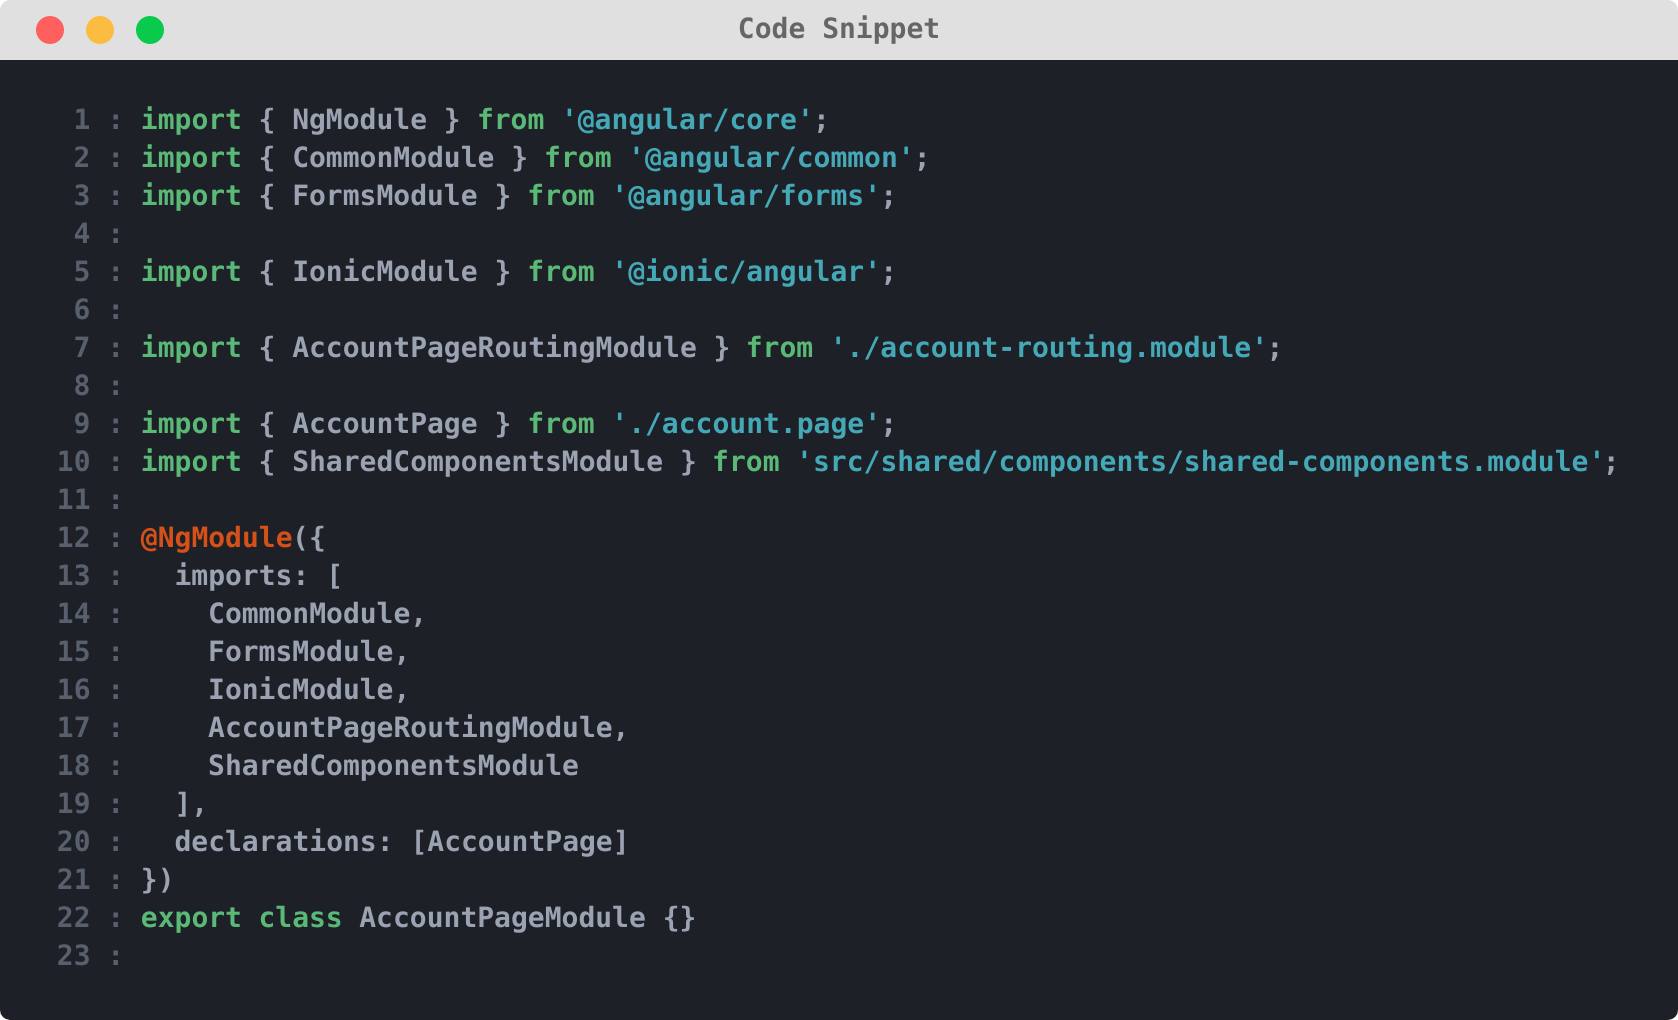 Code Snippet
1 : import { NgModule } from '@angular/core';
2 : import { CommonModule } from '@angular/common';
3 : import { FormsModule } from '@angular/forms';
4 :
5 : import { IonicModule } from '@ionic/angular';
6 :
7 : import { AccountPageRoutingModule } from './account-routing.module';
8 :
9 : import { AccountPage } from './account.page';
10 : import { SharedComponentsModule } from 'src/shared/components/shared-components.module';
11 :
12 : @NgModule({
13 :   imports: [
14 :     CommonModule,
15 :     FormsModule,
16 :     IonicModule,
17 :     AccountPageRoutingModule,
18 :     SharedComponentsModule
19 :   ],
20 :   declarations: [AccountPage]
21 : })
22 : export class AccountPageModule {}
23 :